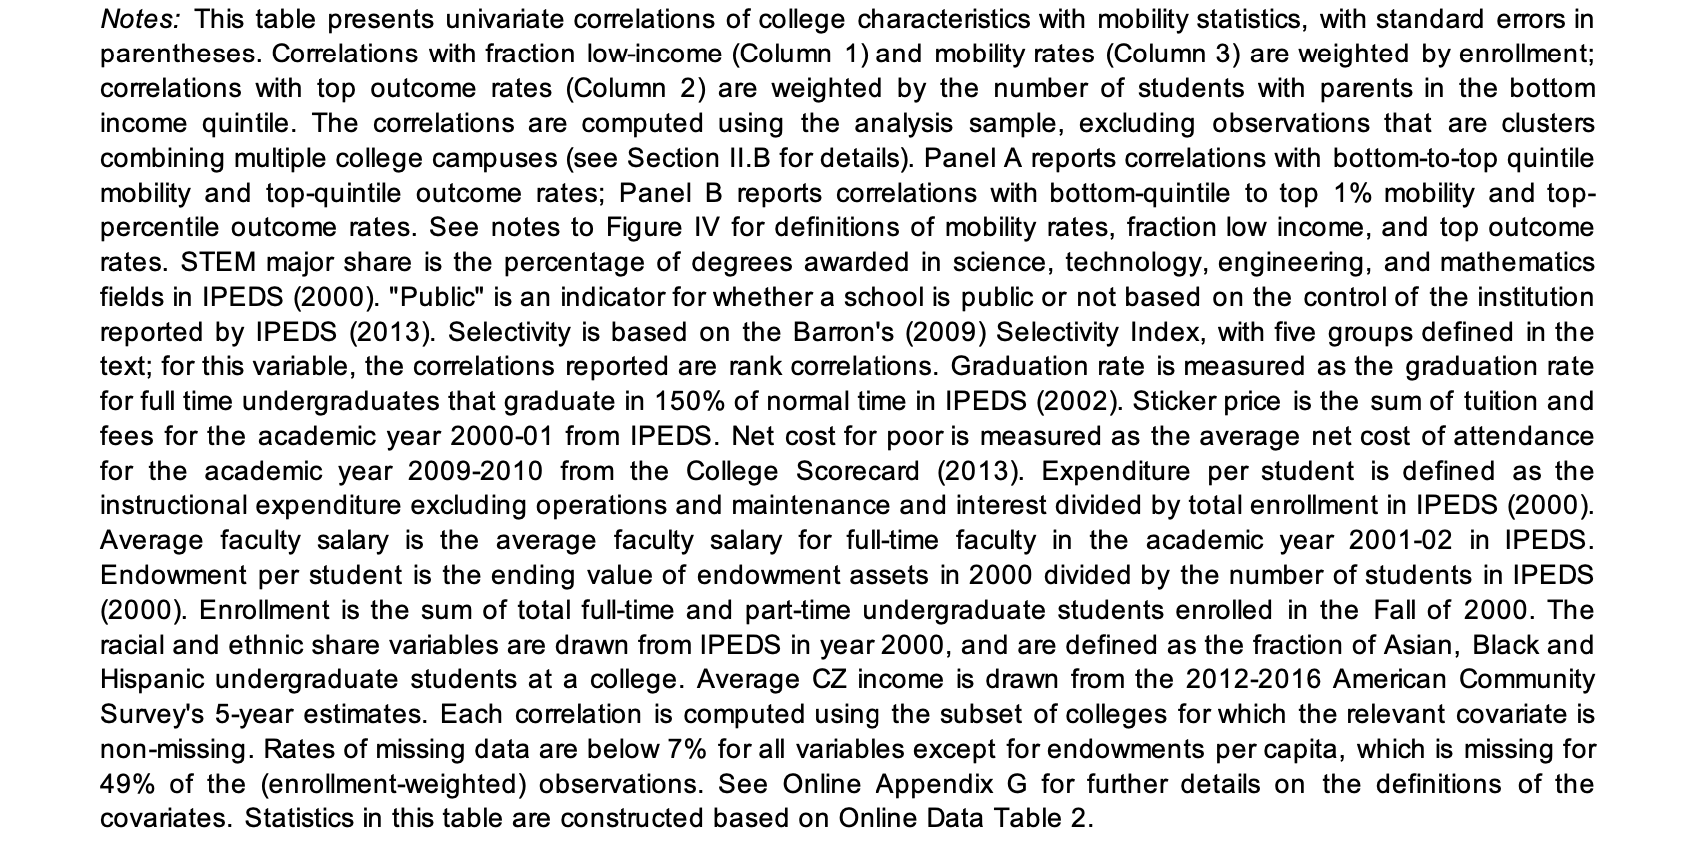 Notes: This table presents univariate correlations of college characteristics with mobility statistics, with standard errors in
parentheses. Correlations with fraction low-income (Column 1) and mobility rates (Column 3) are weighted by enrollment;
correlations with top outcome rates (Column 2) are weighted by the number of students with parents in the bottom
income quintile. The correlations are computed using the analysis sample, excluding observations that are clusters
combining multiple college campuses (see Section II.B for details). Panel A reports correlations with bottom-to-top quintile
mobility and top-quintile outcome rates; Panel B reports correlations with bottom-quintile to top 1% mobility and top-
percentile outcome rates. See notes to Figure IV for definitions of mobility rates, fraction low income, and top outcome
rates. STEM major share is the percentage of degrees awarded in science, technology, engineering, and mathematics
fields in IPEDS (2000). "Public" is an indicator for whether a school is public or not based on the control of the institution
reported by IPEDS (2013). Selectivity is based on the Barron's (2009) Selectivity Index, with five groups defined in the
text; for this variable, the correlations reported are rank correlations. Graduation rate is measured as the graduation rate
for full time undergraduates that graduate in 150% of normal time in IPEDS (2002). Sticker price is the sum of tuition and
fees for the academic year 2000-01 from IPEDS. Net cost for poor is measured as the average net cost of attendance
for the academic year 2009-2010 from the College Scorecard (2013). Expenditure per student is defined as the
instructional expenditure excluding operations and maintenance and interest divided by total enrollment in IPEDS (2000).
Average faculty salary is the average faculty salary for full-time faculty in the academic year 2001-02 in IPEDS.
Endowment per student is the ending value of endowment assets in 2000 divided by the number of students in IPEDS
(2000). Enrollment is the sum of total full-time and part-time undergraduate students enrolled in the Fall of 2000. The
racial and ethnic share variables are drawn from IPEDS in year 2000, and are defined as the fraction of Asian, Black and
Hispanic undergraduate students at a college. Average CZ income is drawn from the 2012-2016 American Community
Survey's 5-year estimates. Each correlation is computed using the subset of colleges for which the relevant covariate is
non-missing. Rates of missing data are below 7% for all variables except for endowments per capita, which is missing for
49% of the (enrollment-weighted) observations. See Online Appendix G for further details on the definitions of the
covariates. Statistics in this table are constructed based on Online Data Table 2.